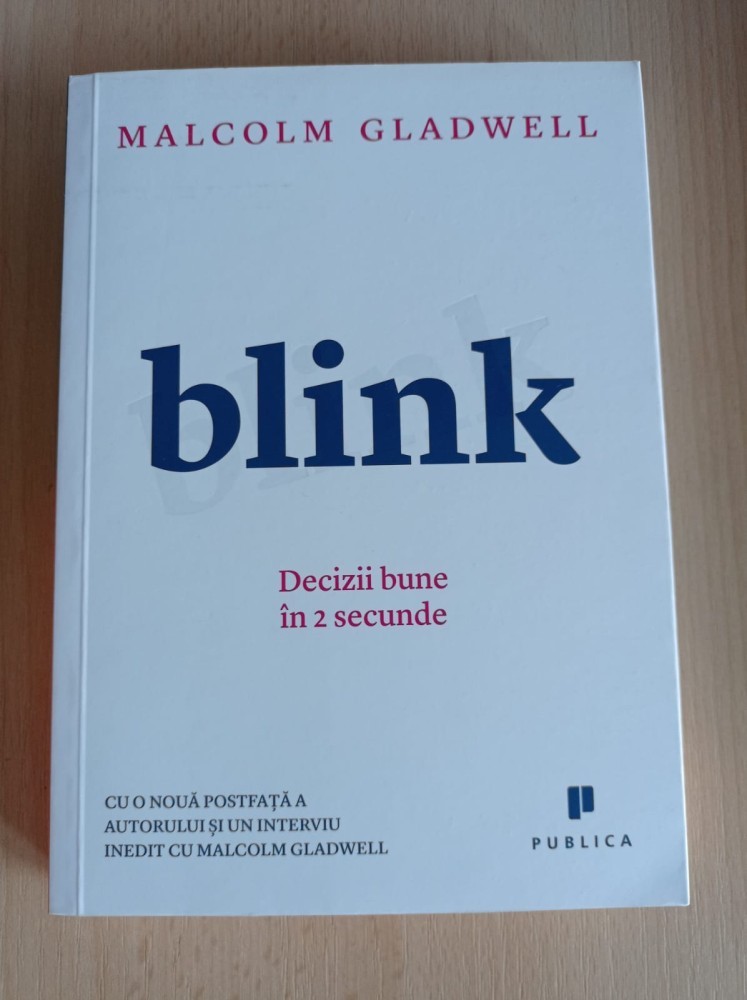 MALCOLM GLADWELL
blink
Decizii bune
în 2 secunde
CU O NOUĂ POSTFAȚĂ A
AUTORULUI ȘI UN INTERVIU
INEDIT CU MALCOLM GLADWELL
PUBLICA